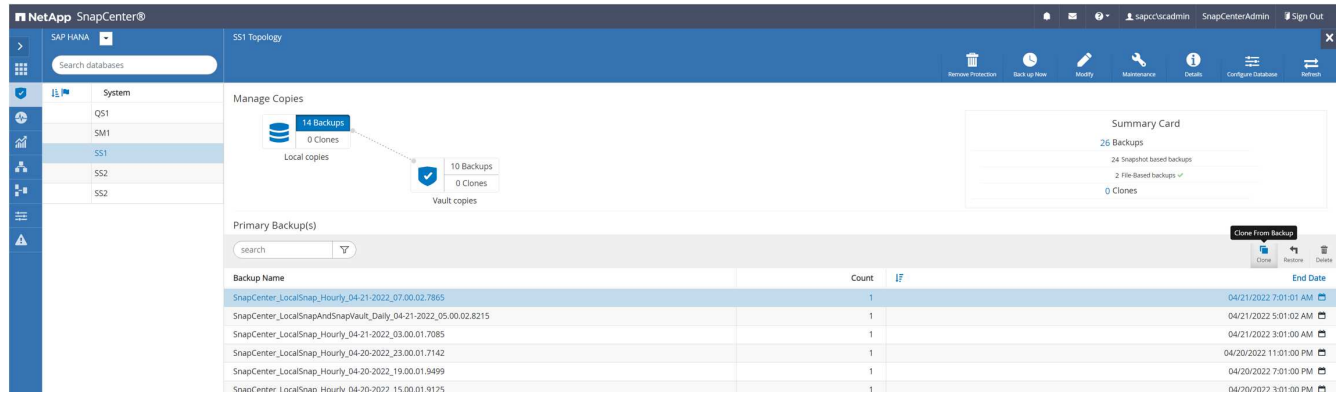 NetApp SnapCenter®
sapcc\scadmin SnapCenterAdmin Sign Out
SAP HANA
SS1 Topology
Search databases
Remove Protection Back up Now Modify Maintenance Details Configure Database Refresh
System
QS1
SM1
SS1
SS2
SS2
Manage Copies
14 Backups
0 Clones
Local copies
10 Backups
0 Clones
Vault copies
Summary Card
26 Backups
24 Snapshot based backups
2 File-Based backups
0 Clones
Primary Backup(s)
search
Clone From Backup
Clone Restore Delete
Backup Name Count End Date
SnapCenter_LocalSnap_Hourly_04-21-2022_07.00.02.7865 1 04/21/2022 7:01:01 AM
SnapCenter_LocalSnapAndSnapVault_Daily_04-21-2022_05.00.02.8215 1 04/21/2022 5:01:02 AM
SnapCenter_LocalSnap_Hourly_04-21-2022_03.00.01.7085 1 04/21/2022 3:01:00 AM
SnapCenter_LocalSnap_Hourly_04-20-2022_23.00.01.7142 1 04/20/2022 11:01:00 PM
SnapCenter_LocalSnap_Hourly_04-20-2022_19.00.01.9499 1 04/20/2022 7:01:00 PM
SnapCenter_LocalSnap_Hourly_04-20-2022_15.00.01.9125 1 04/20/2022 3:01:00 PM